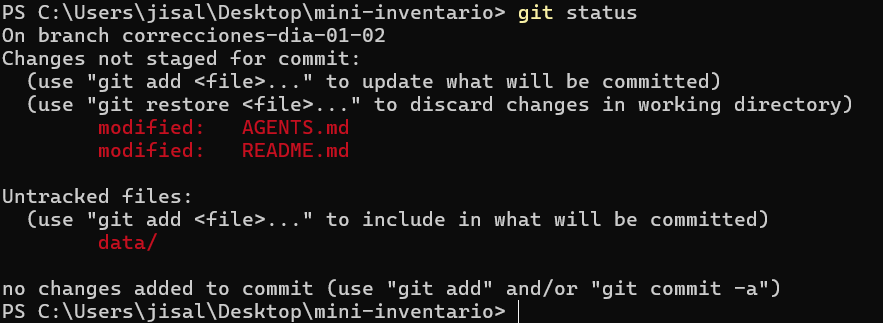 PS C:\Users\jisal\Desktop\mini-inventario> git status
On branch correcciones-dia-01-02
Changes not staged for commit:
  (use "git add <file>..." to update what will be committed)
  (use "git restore <file>..." to discard changes in working directory)
        modified:   AGENTS.md
        modified:   README.md

Untracked files:
  (use "git add <file>..." to include in what will be committed)
        data/

no changes added to commit (use "git add" and/or "git commit -a")
PS C:\Users\jisal\Desktop\mini-inventario>